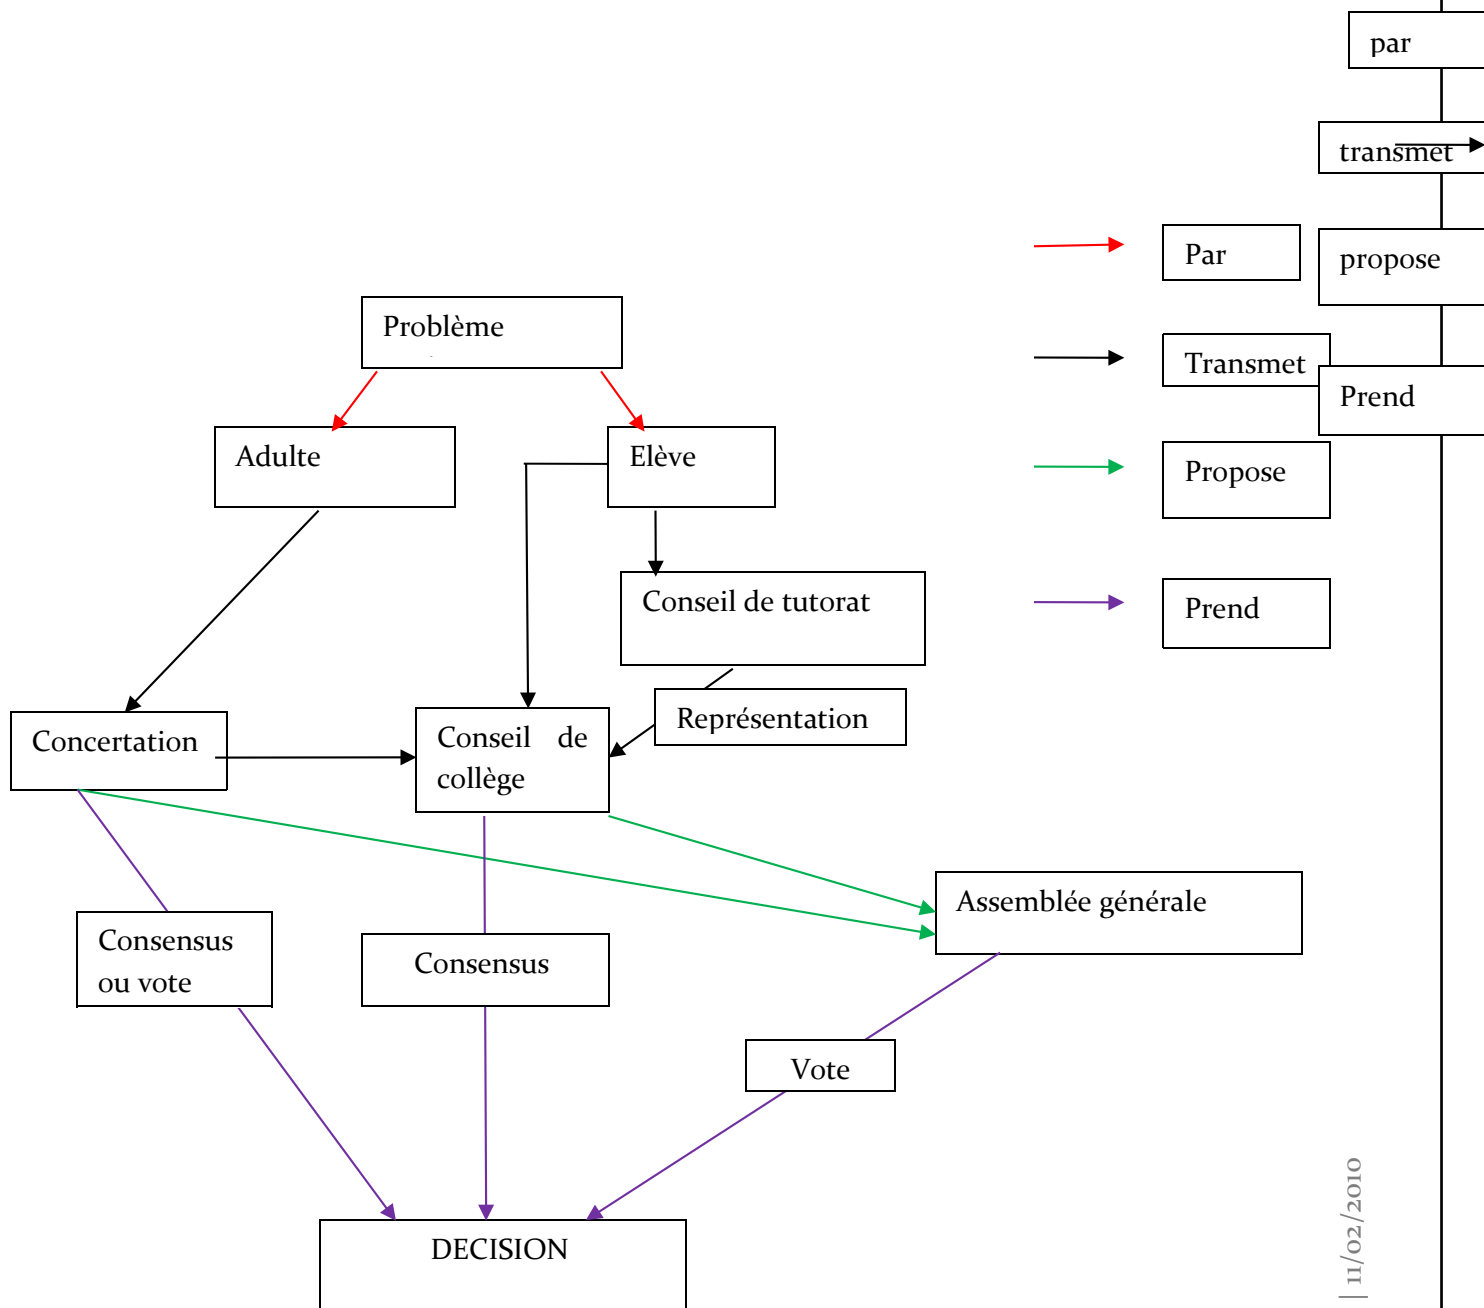 par
transmet
Par
propose
Problème
Transmet
Prend
Adulte
Elève
Propose
Conseil de tutorat
Prend
Représentation
Concertation
Conseil de
collège
Assemblée générale
Consensus
ou vote
Consensus
Vote
DECISION
| 11/02/2010